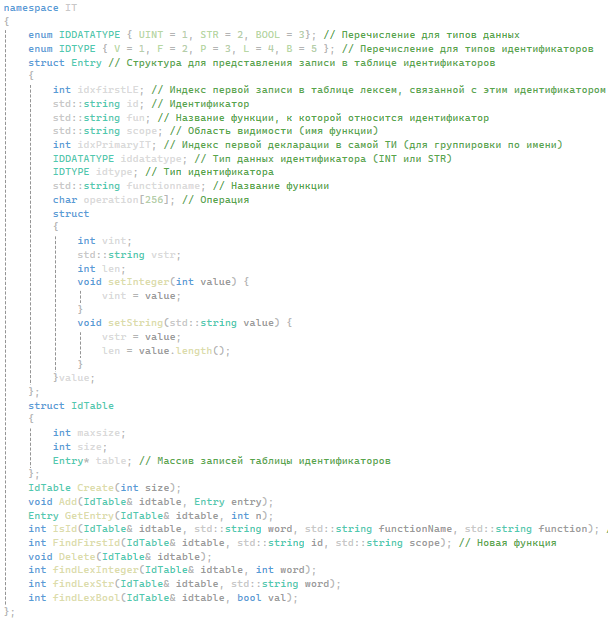 namespace IT
{
enum IDDATATYPE { UINT = 1, STR = 2, BOOL = 3}; // Перечисление для типов данных
enum IDTYPE { V = 1, F = 2, P = 3, L = 4, B = 5 }; // Перечисление для типов идентификаторов
struct Entry // Структура для представления записи в таблице идентификаторов
{
int idxfirstLE; // Индекс первой записи в таблице лексем, связанной с этим идентификатором
std::string id; // Идентификатор
std::string fun; // Название функции, к которой относится идентификатор
std::string scope; // Область видимости (имя функции)
int idxPrimaryIT; // Индекс первой декларации в самой ТИ (для группировки по имени)
IDDATATYPE iddatatype; // Тип данных идентификатора (INT или STR)
IDTYPE idtype; // Тип идентификатора
std::string functionname; // Название функции
char operation[256]; // Операция
struct
{
int vint;
std::string vstr;
int len;
void setInteger(int value) {
vint = value;
}
void setString(std::string value) {
vstr = value;
len = value.length();
}
}value;
};
struct IdTable
{
int maxsize;
int size;
Entry* table; // Массив записей таблицы идентификаторов
};
IdTable Create(int size);
void Add(IdTable& idtable, Entry entry);
Entry GetEntry(IdTable& idtable, int n);
int IsId(IdTable& idtable, std::string word, std::string functionName, std::string function); /
int FindFirstId(IdTable& idtable, std::string id, std::string scope); // Новая функция
void Delete(IdTable& idtable);
int findLexInteger(IdTable& idtable, int word);
int findLexStr(IdTable& idtable, std::string word);
int findLexBool(IdTable& idtable, bool val);
};